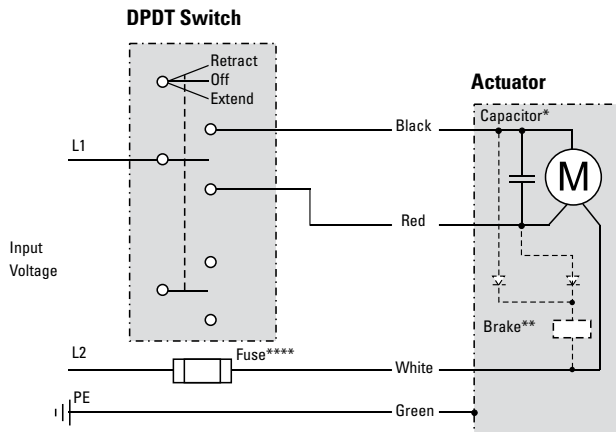 DPDT Switch
Retract
Off
Extend
Actuator
Capacitor*
Black
L1
M
Red
Input
Voltage
Brake**
L2
Fuse****
White
PE
Green